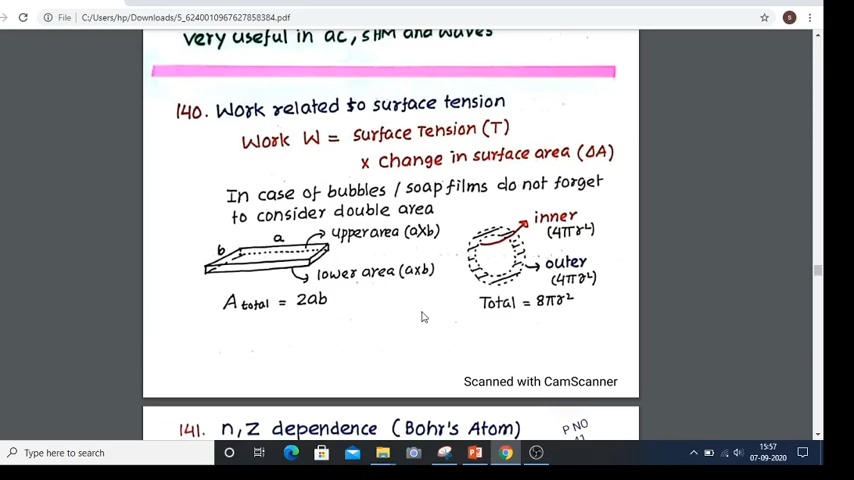 File
C:/Users/hp/Downloads/5_6240010967627858384.pdf
S
very useful in ac, SHM and waves
140. Work related to surface tension
Work W = surface Tension (T)
x change in surface area (ΔA)
In case of bubbles / soap films do not forget
to consider double area
b a upper area (axb)
lower area (axb)
A total = 2ab
inner
(4πr²)
outer
(4πr²)
Total = 8πr²
Scanned with CamScanner
141. n, Z dependence (Bohr's Atom)
P NO
Type here to search
15:57
07-09-2020